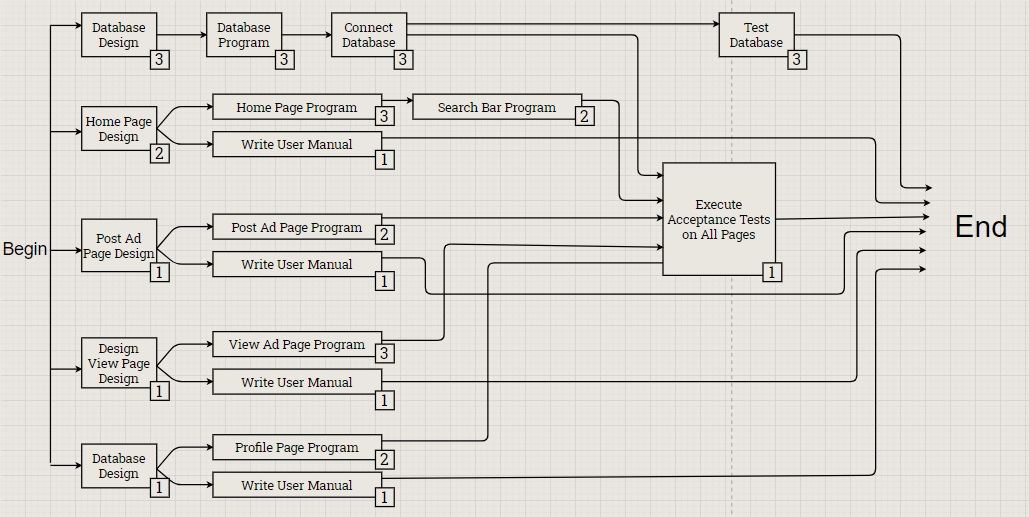 Database
Design
3
Database
Program
3
Connect
Database
3
Test
Database
3
Home Page
Design
2
Home Page Program
3
Search Bar Program
2
Write User Manual
1
Execute
Acceptance Tests
on All Pages
1
Begin
End
Post Ad
Page Design
1
Post Ad Page Program
2
Write User Manual
1
Design
View Page
Design
1
View Ad Page Program
3
Write User Manual
1
Database
Design
1
Profile Page Program
2
Write User Manual
1